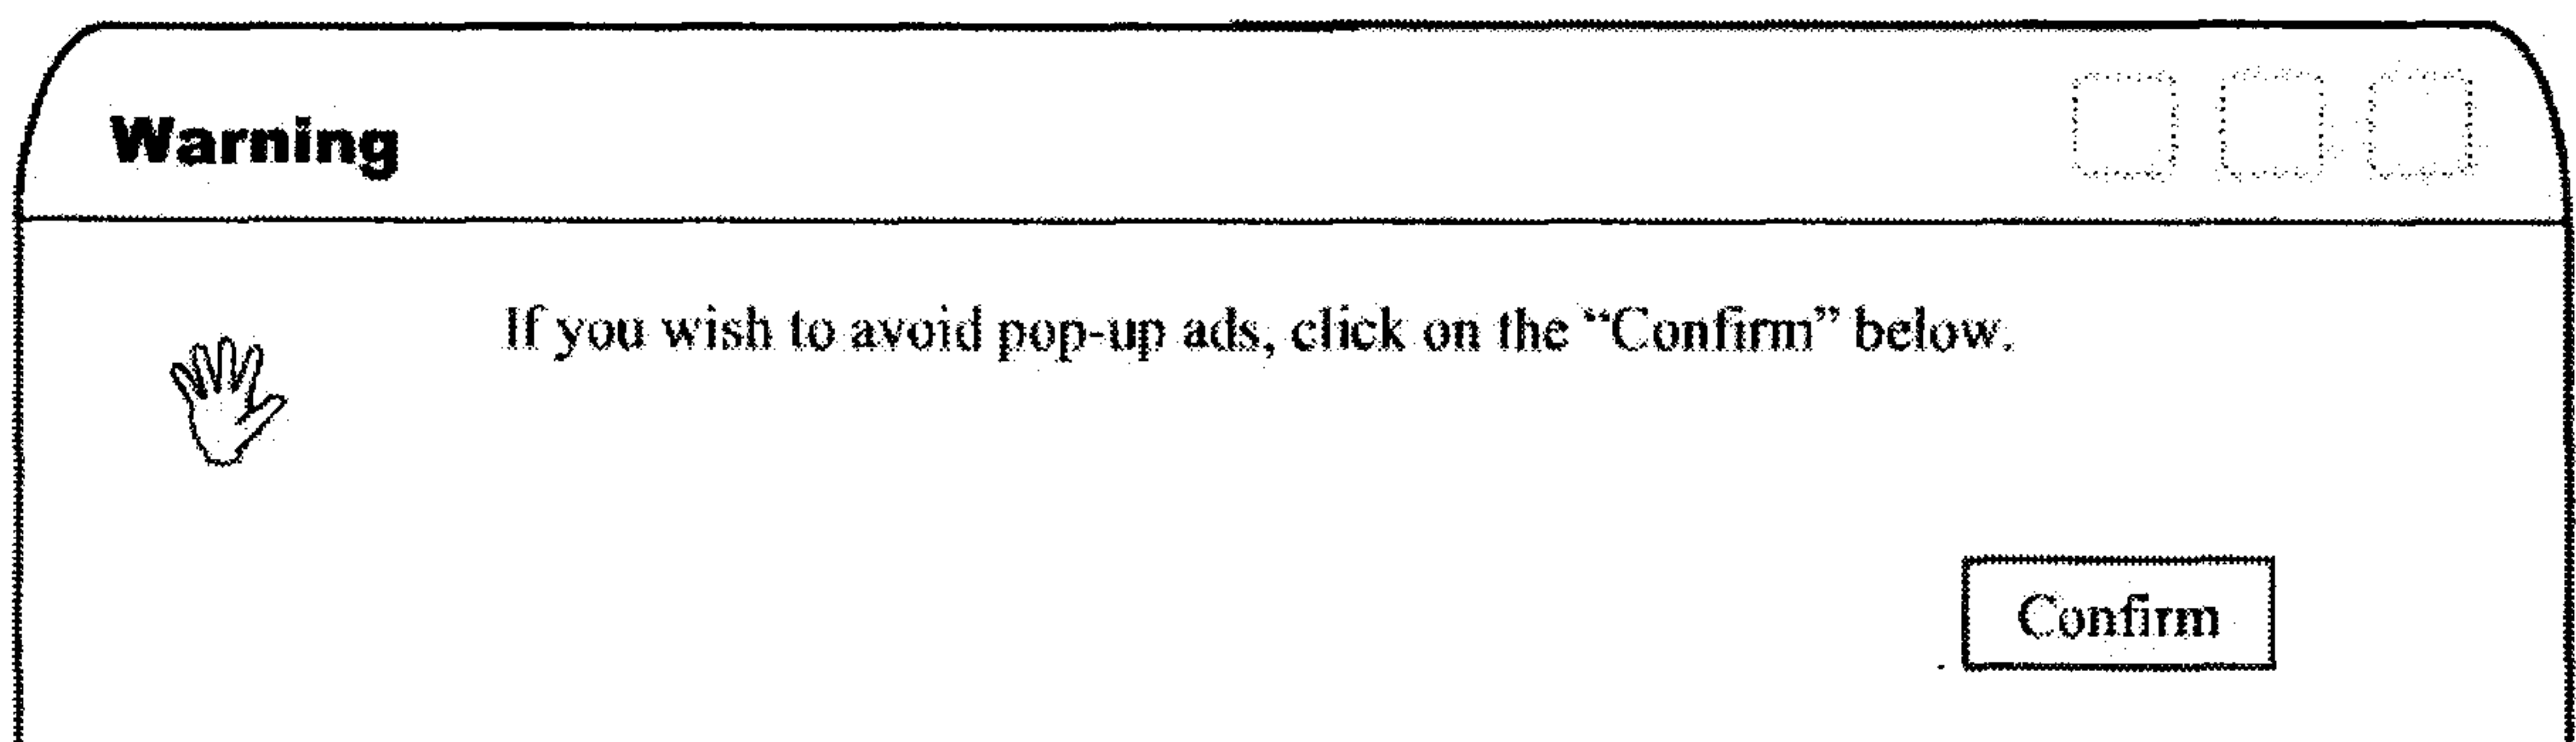 Warning
If you wish to avoid pop-up ads, click on the “Confirm” below.
Confirm